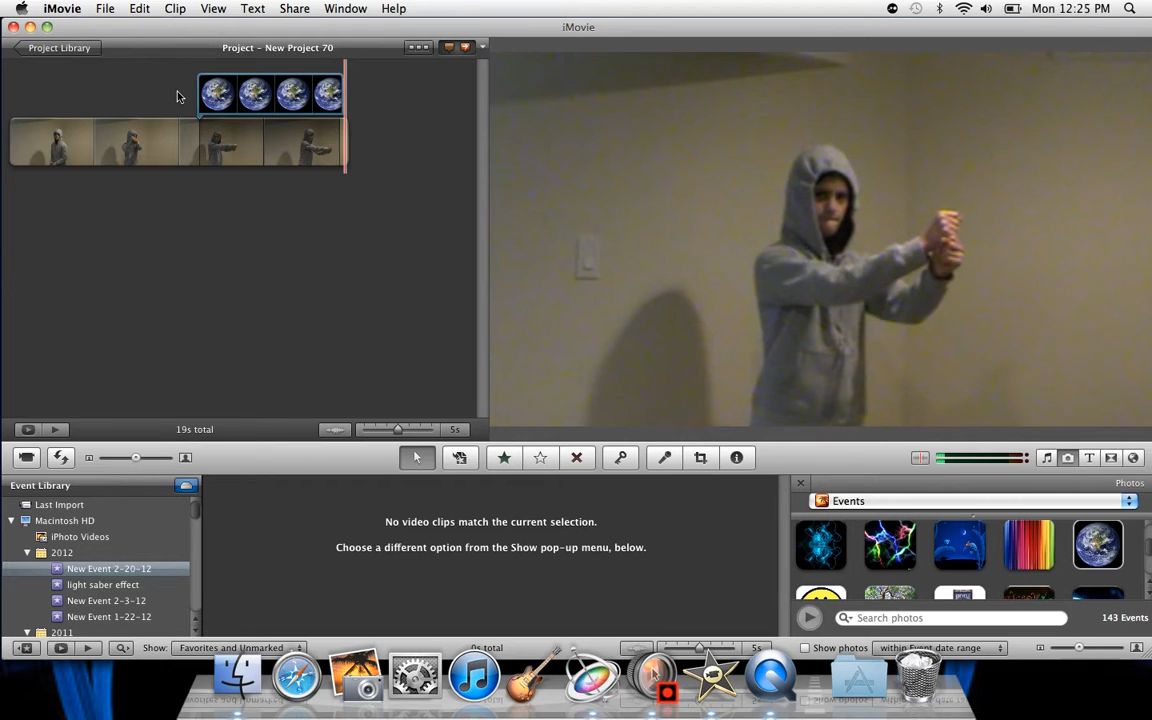 iMovie File Edit Clip View Text Share Window Help Mon 12:25 PM
iMovie
Project Library Project - New Project 70
19s total 5s
Event Library
Last Import
Macintosh HD
iPhoto Videos
2012
New Event 2-20-12
light saber effect
New Event 2-3-12
New Event 1-22-12
2011
No video clips match the current selection.
Choose a different option from the Show pop-up menu, below.
Photos
Events
Search photos 143 Events
Show: Favorites and Unmarked 0s total 5s Show photos within Event date range